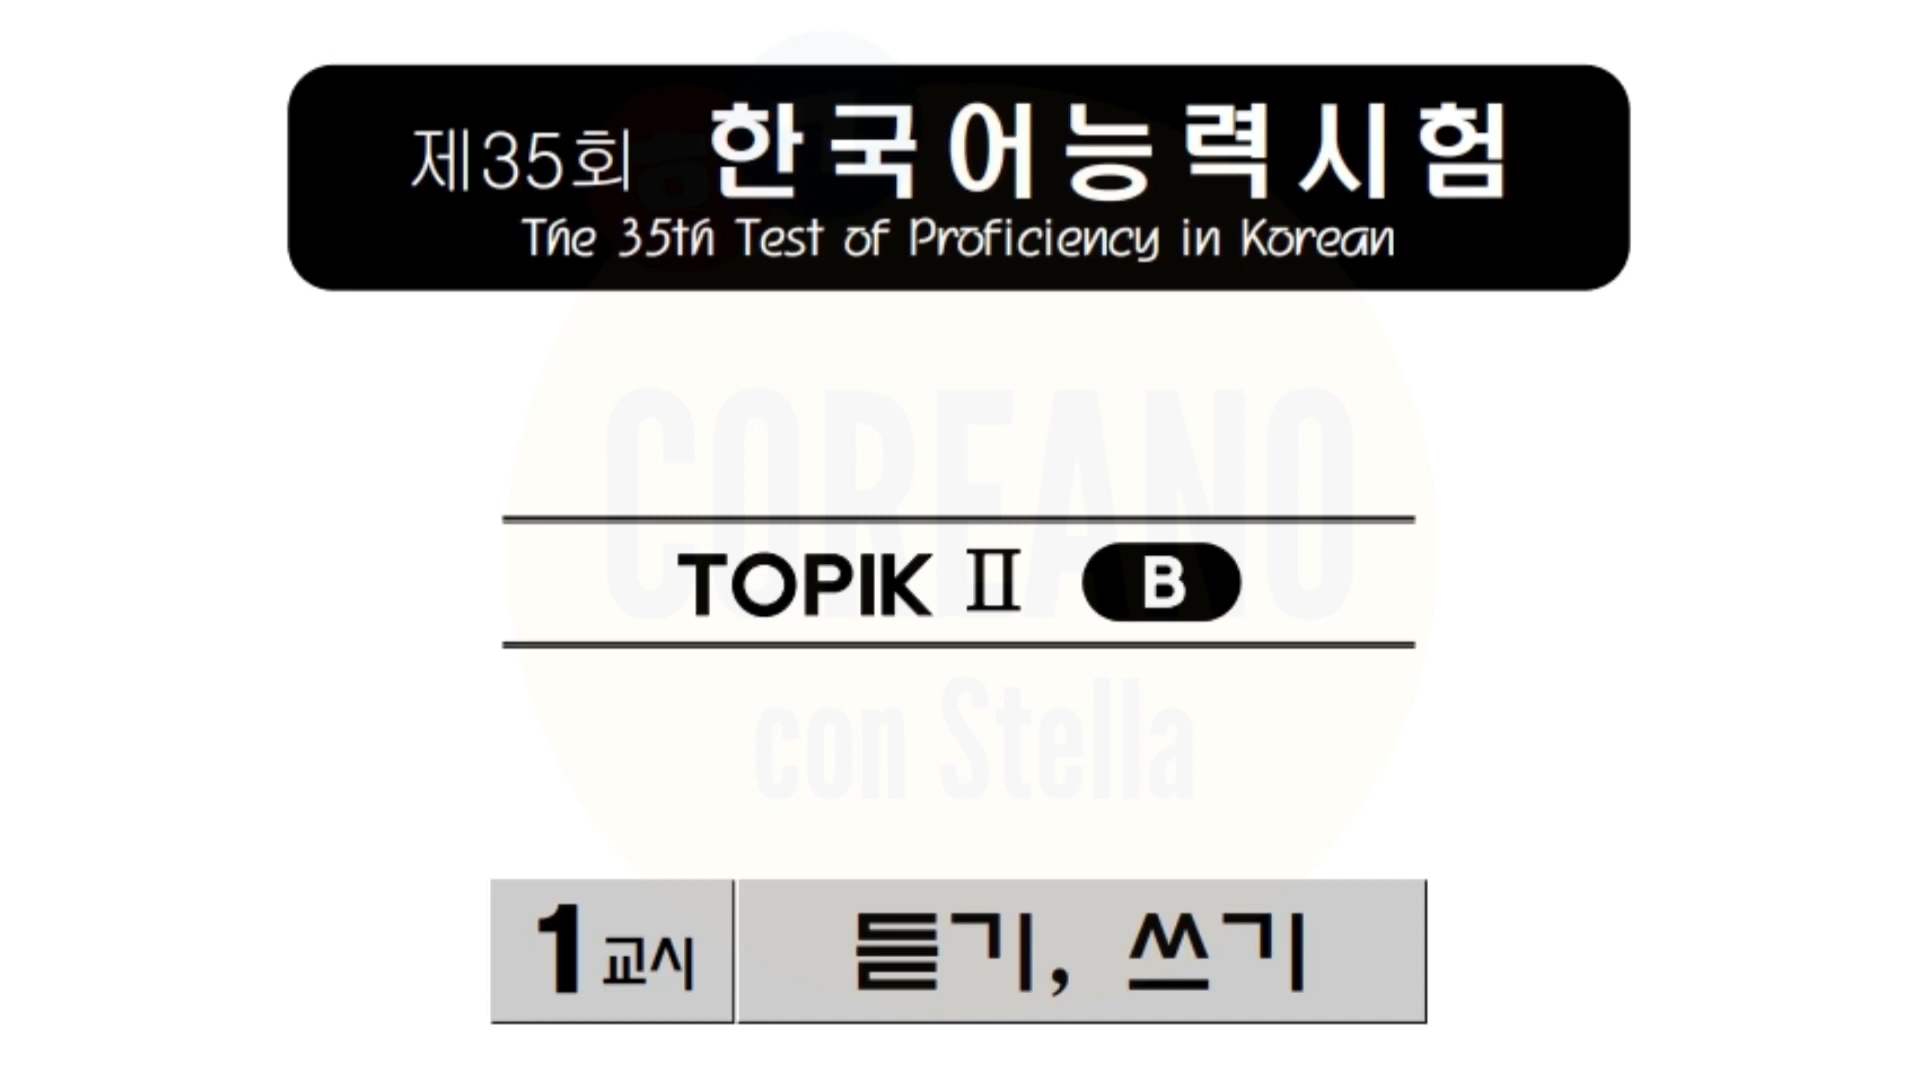 제35회 한국어능력시험
The 35th Test of Proficiency in Korean
COREANO
TOPIK Ⅱ B
con Stella
1교시 듣기, 쓰기